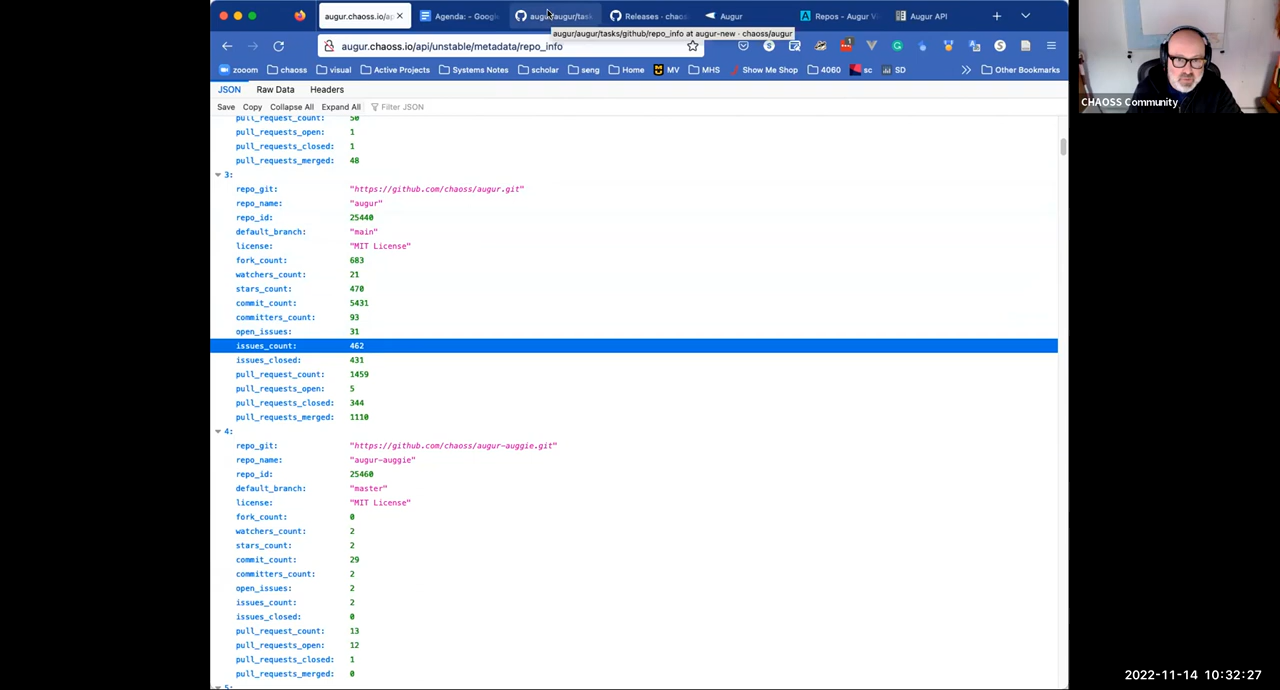 augur.chaoss.io/ap
Agenda: - Googl
augur/augur/task
Releases · chaos
Augur
Repos - Augur V
Augur API
augur/augur/tasks/github/repo_info at augur-new · chaoss/augur
augur.chaoss.io/api/unstable/metadata/repo_info
zooom
chaoss
visual
Active Projects
Systems Notes
scholar
seng
Home
MV
MHS
Show Me Shop
4060
sc
SD
Other Bookmarks
JSON
Raw Data
Headers
Save Copy Collapse All Expand All Filter JSON
pull_request_count: 50
pull_requests_open: 1
pull_requests_closed: 1
pull_requests_merged: 48
3:
repo_git: "https://github.com/chaoss/augur.git"
repo_name: "augur"
repo_id: 25440
default_branch: "main"
license: "MIT License"
fork_count: 683
watchers_count: 21
stars_count: 470
commit_count: 5431
committers_count: 93
open_issues: 31
issues_count: 462
issues_closed: 431
pull_request_count: 1459
pull_requests_open: 5
pull_requests_closed: 344
pull_requests_merged: 1110
4:
repo_git: "https://github.com/chaoss/augur-auggie.git"
repo_name: "augur-auggie"
repo_id: 25460
default_branch: "master"
license: "MIT License"
fork_count: 0
watchers_count: 2
stars_count: 2
commit_count: 29
committers_count: 2
open_issues: 2
issues_count: 2
issues_closed: 0
pull_request_count: 13
pull_requests_open: 12
pull_requests_closed: 1
pull_requests_merged: 0
5:
CHAOSS Community
2022-11-14 10:32:27